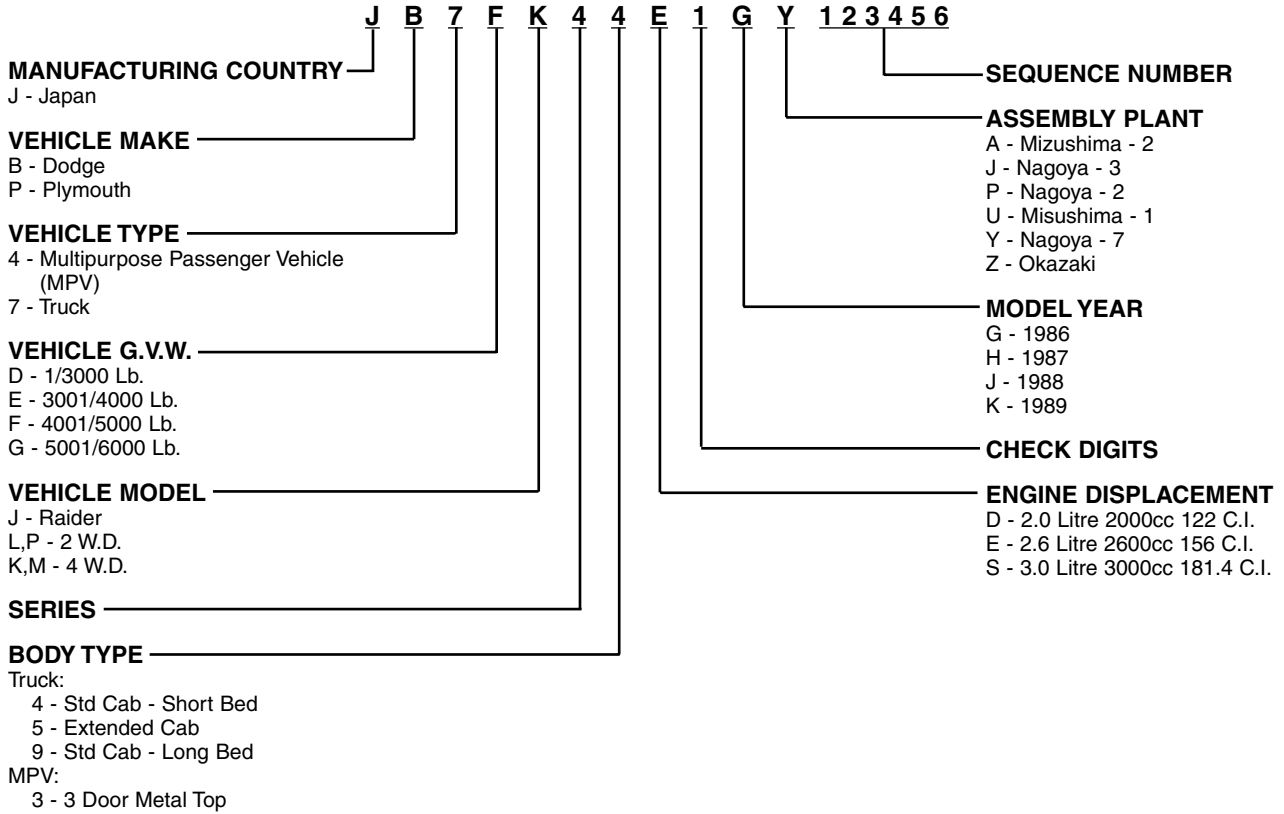 J B 7 F K 4 4 E 1 G Y 1 2 3 4 5 6
MANUFACTURING COUNTRY
J - Japan
VEHICLE MAKE
B - Dodge
P - Plymouth
VEHICLE TYPE
4 - Multipurpose Passenger Vehicle
(MPV)
7 - Truck
VEHICLE G.V.W.
D - 1/3000 Lb.
E - 3001/4000 Lb.
F - 4001/5000 Lb.
G - 5001/6000 Lb.
VEHICLE MODEL
J - Raider
L,P - 2 W.D.
K,M - 4 W.D.
SERIES
BODY TYPE
Truck:
4 - Std Cab - Short Bed
5 - Extended Cab
9 - Std Cab - Long Bed
MPV:
3 - 3 Door Metal Top
SEQUENCE NUMBER
ASSEMBLY PLANT
A - Mizushima - 2
J - Nagoya - 3
P - Nagoya - 2
U - Misushima - 1
Y - Nagoya - 7
Z - Okazaki
MODEL YEAR
G - 1986
H - 1987
J - 1988
K - 1989
CHECK DIGITS
ENGINE DISPLACEMENT
D - 2.0 Litre 2000cc 122 C.I.
E - 2.6 Litre 2600cc 156 C.I.
S - 3.0 Litre 3000cc 181.4 C.I.